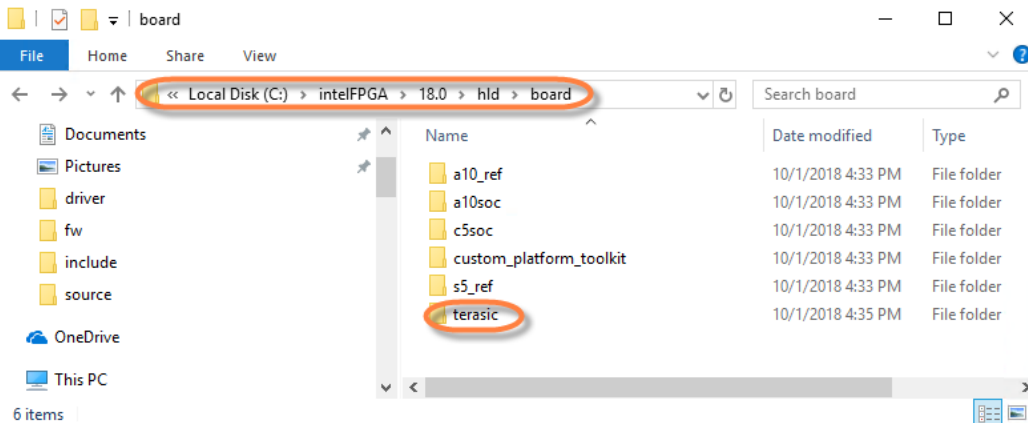 board
File Home Share View
« Local Disk (C:) > intelFPGA > 18.0 > hld > board Search board
Documents
Pictures
driver
fw
include
source
OneDrive
This PC
Name Date modified Type
a10_ref 10/1/2018 4:33 PM File folder
a10soc 10/1/2018 4:33 PM File folder
c5soc 10/1/2018 4:33 PM File folder
custom_platform_toolkit 10/1/2018 4:33 PM File folder
s5_ref 10/1/2018 4:33 PM File folder
terasic 10/1/2018 4:35 PM File folder
6 items